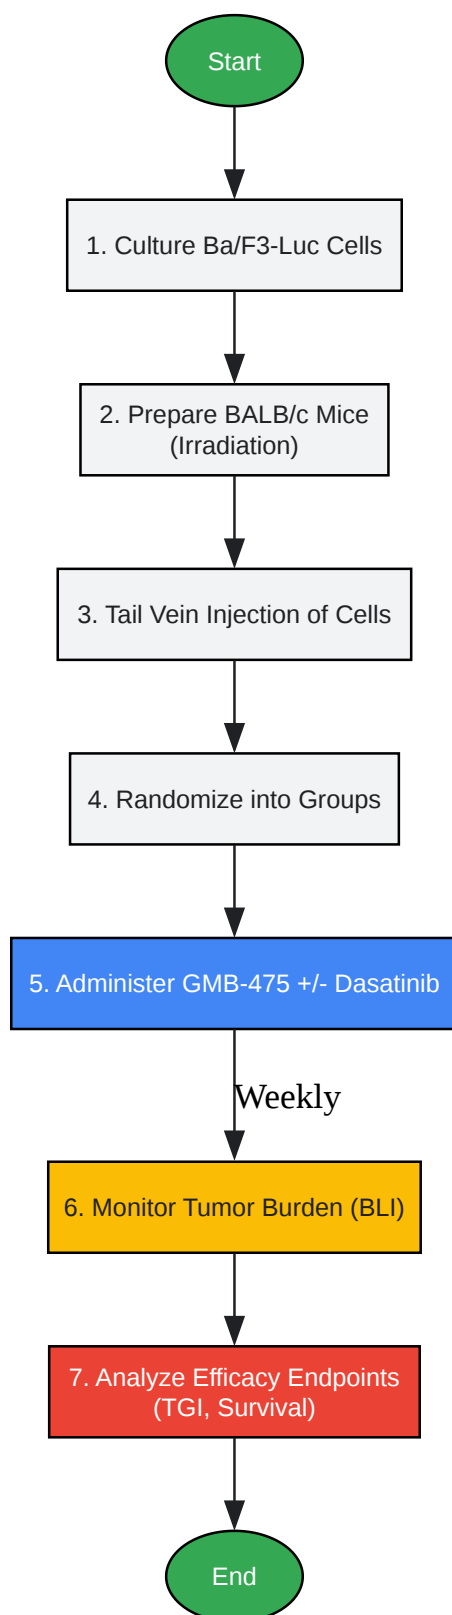 Start
1. Culture Ba/F3-Luc Cells
2. Prepare BALB/c Mice
(Irradiation)
3. Tail Vein Injection of Cells
4. Randomize into Groups
5. Administer GMB-475 +/- Dasatinib
Weekly
6. Monitor Tumor Burden (BLI)
7. Analyze Efficacy Endpoints
(TGI, Survival)
End